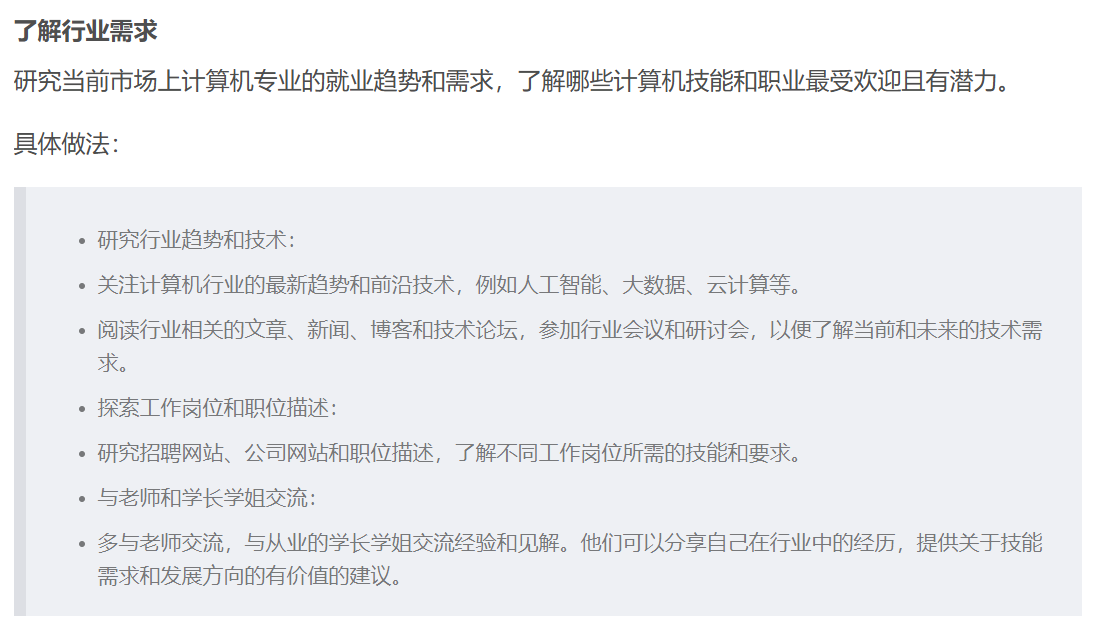 了解行业需求
研究当前市场上计算机专业的就业趋势和需求，了解哪些计算机技能和职业最受欢迎且有潜力。
具体做法：
• 研究行业趋势和技术：
• 关注计算机行业的最新趋势和前沿技术，例如人工智能、大数据、云计算等。
• 阅读行业相关的文章、新闻、博客和技术论坛，参加行业会议和研讨会，以便了解当前和未来的技术需
求。
• 探索工作岗位和职位描述：
• 研究招聘网站、公司网站和职位描述，了解不同工作岗位所需的技能和要求。
• 与老师和学长学姐交流：
• 多与老师交流，与从业的学长学姐交流经验和见解。他们可以分享自己在行业中的经历，提供关于技能
需求和发展方向的有价值的建议。